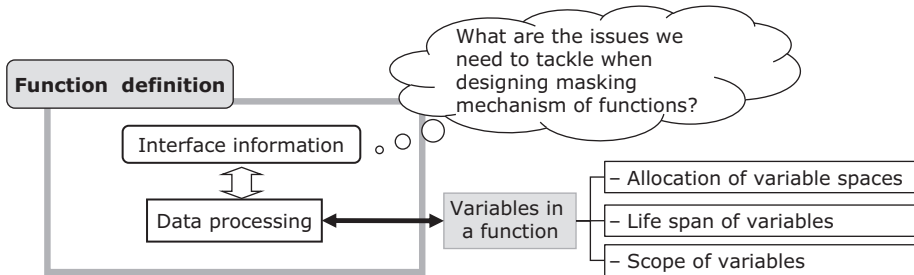 What are the issues we
need to tackle when
designing masking
mechanism of functions?
Function definition
Interface information
Data processing
Variables in
a function
– Allocation of variable spaces
– Life span of variables
– Scope of variables